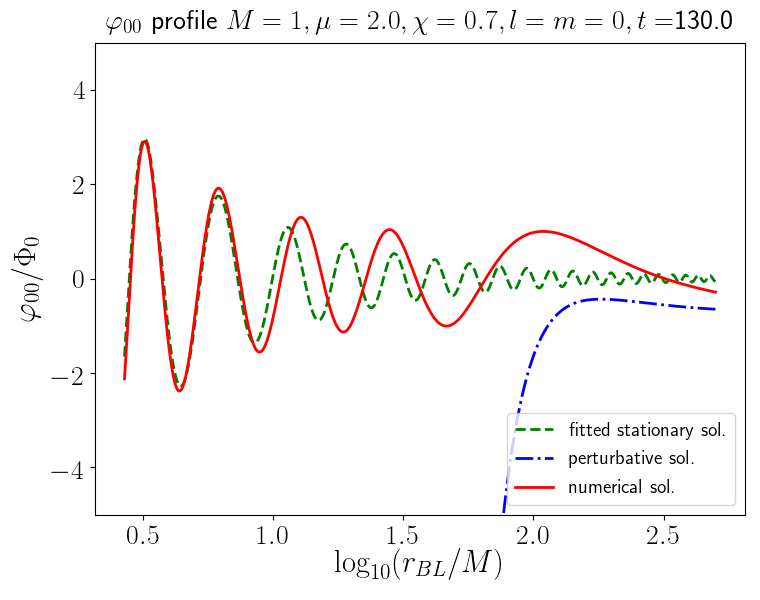 φ₀₀ profile M = 1, μ = 2.0, χ = 0.7, l = m = 0, t =130.0
φ₀₀/Φ₀
4
2
0
−2
−4
fitted stationary sol.
perturbative sol.
numerical sol.
0.5 1.0 1.5 2.0 2.5
log₁₀(r_BL/M)